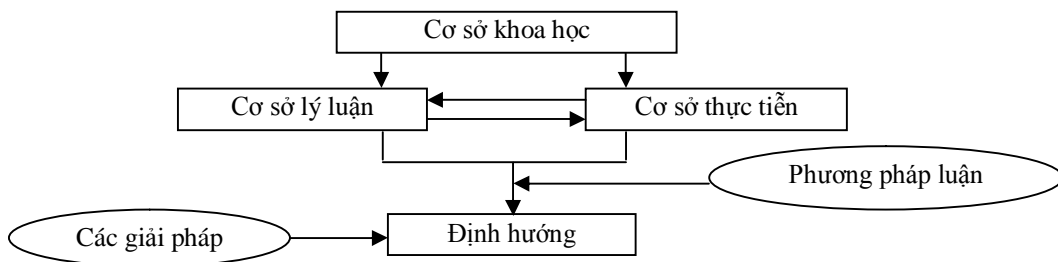 Cơ sở khoa học
Cơ sở lý luận
Cơ sở thực tiễn
Phương pháp luận
Các giải pháp
Định hướng